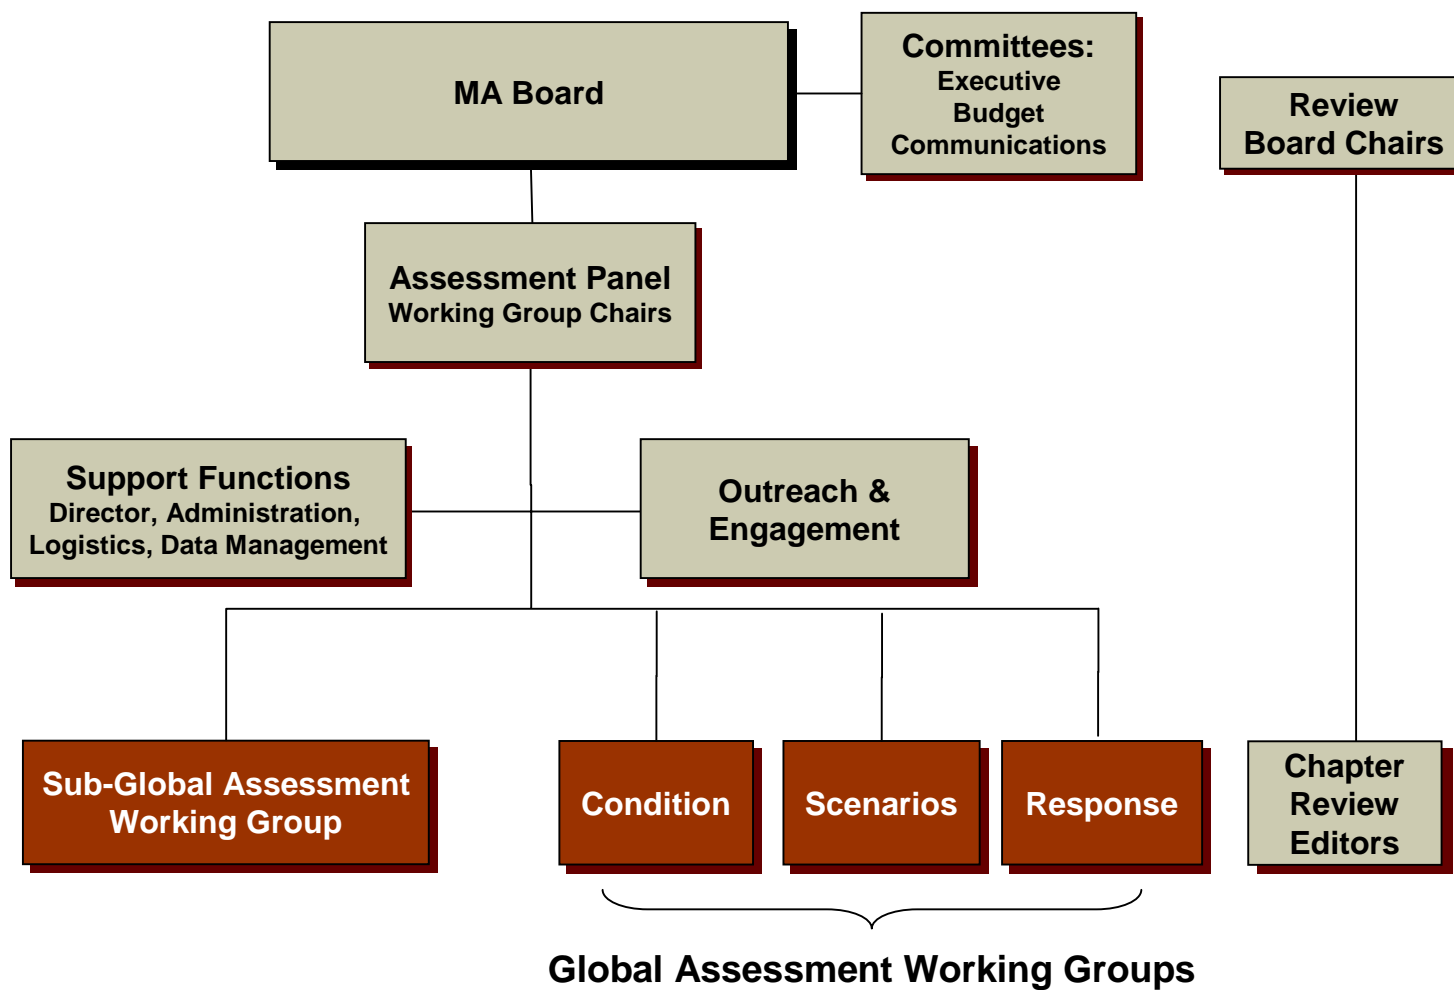 MA Board
Committees:
Executive
Budget
Communications
Review
Board Chairs
Assessment Panel
Working Group Chairs
Support Functions
Director, Administration,
Logistics, Data Management
Outreach &
Engagement
Sub-Global Assessment
Working Group
Condition
Scenarios
Response
Chapter
Review
Editors
Global Assessment Working Groups